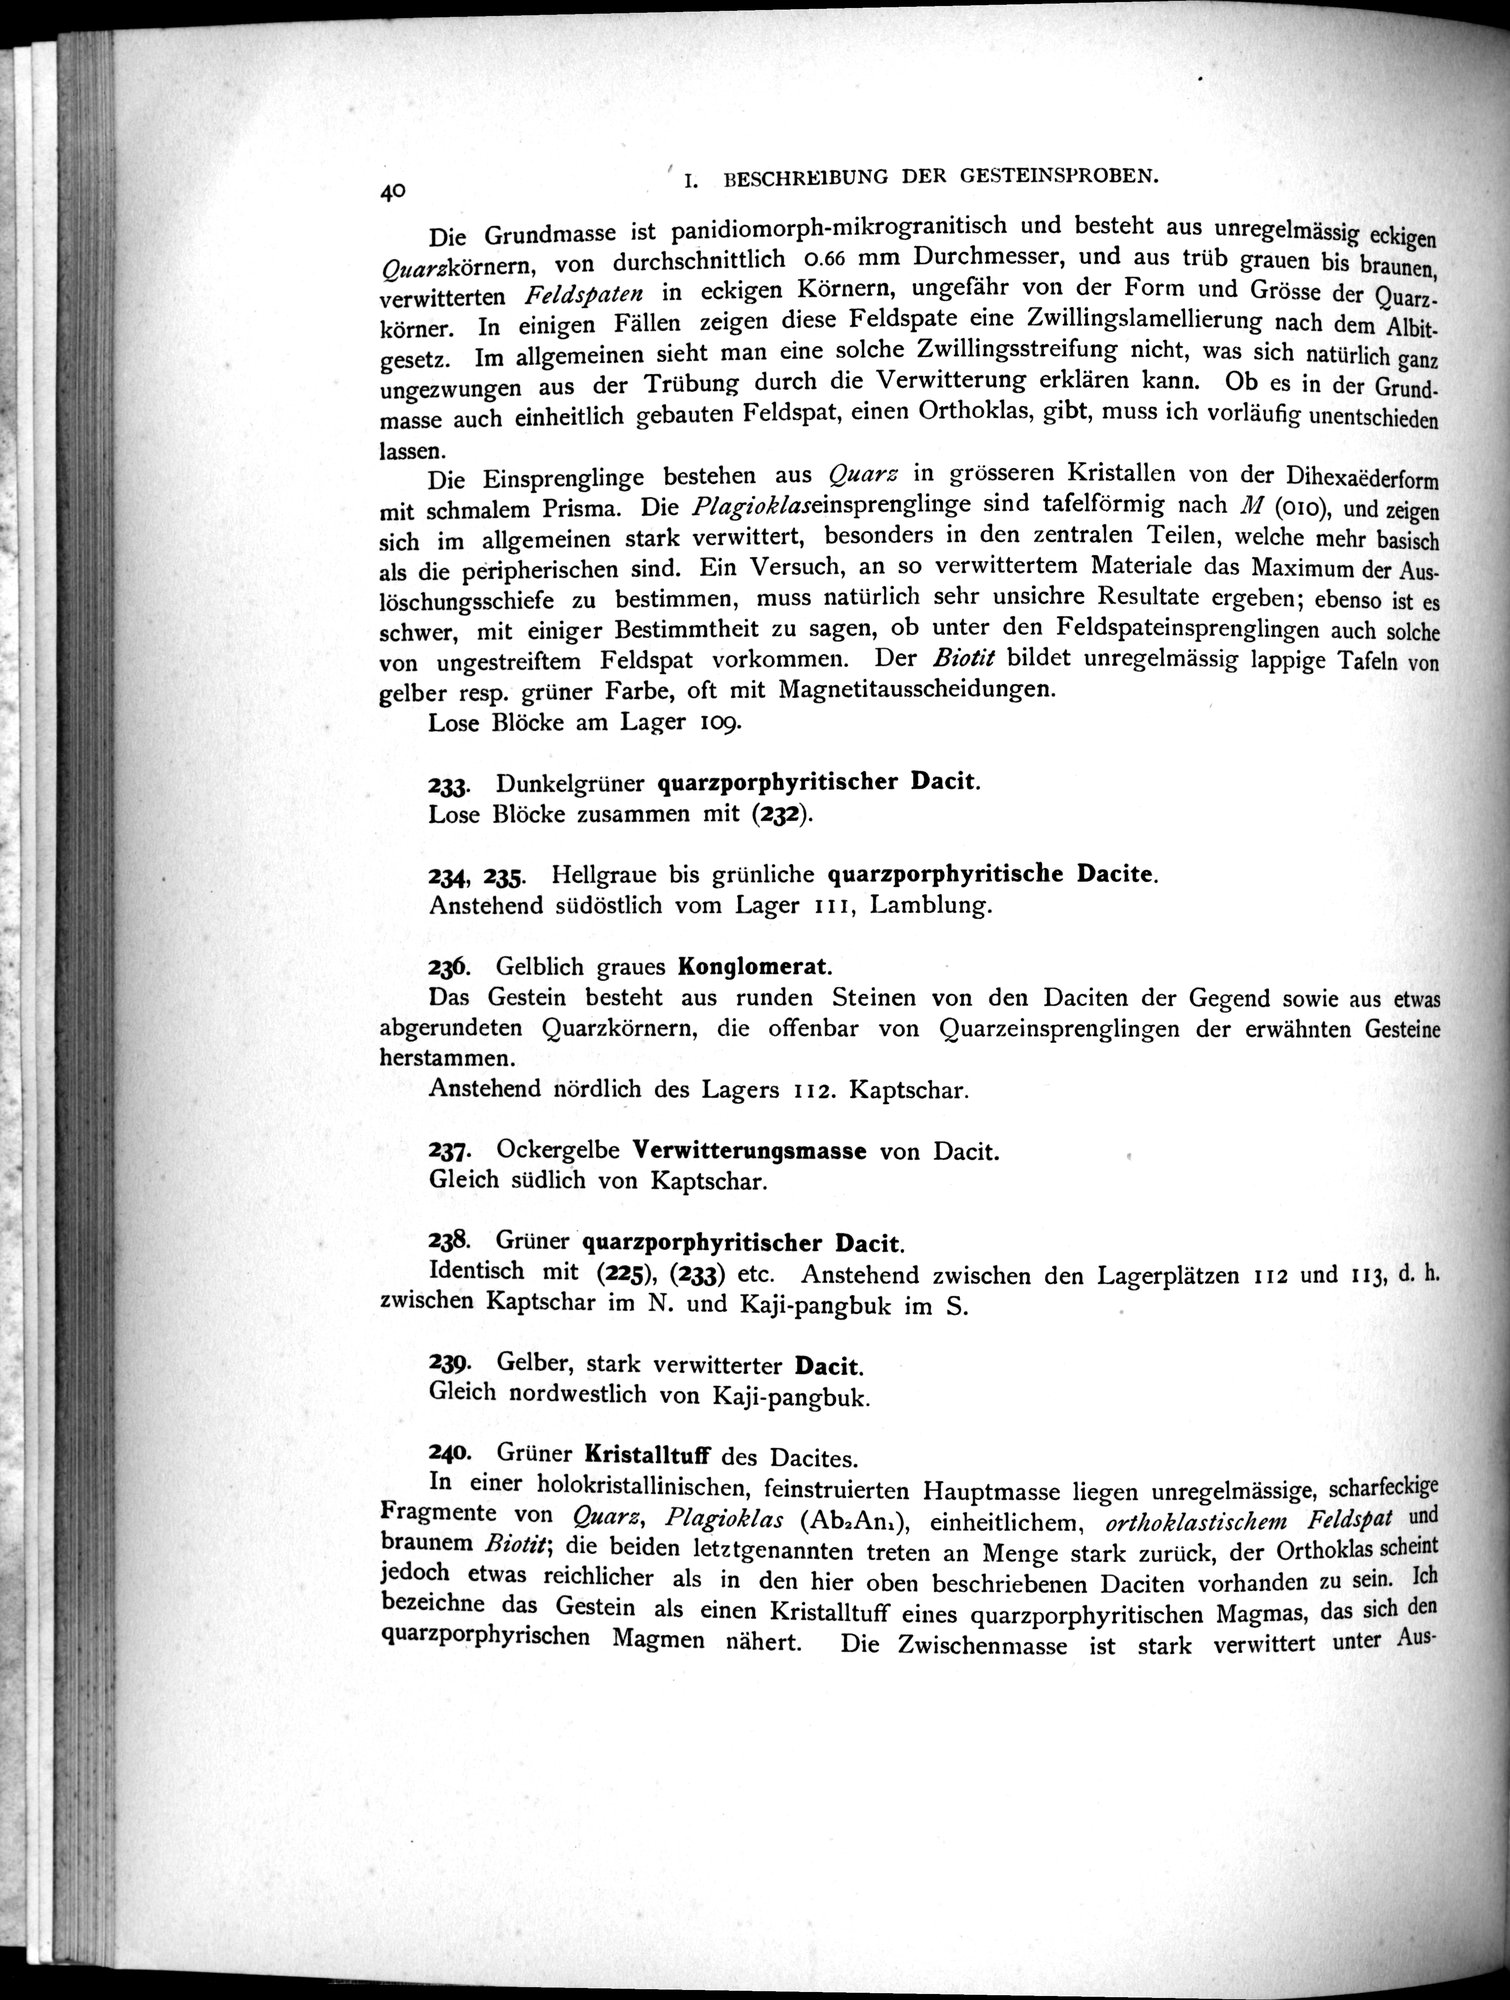 40
I. BESCHREIBUNG DER GESTEINSPROBEN.
Die Grundmasse ist panidiomorph-mikrogranitisch und besteht aus unregelmässig eckigen
Quarzkörnern, von durchschnittlich 0.66 mm Durchmesser, und aus trüb grauen bis braunen,
verwitterten Feldspaten in eckigen Körnern, ungefähr von der Form und Grösse der Quarz-
körner. In einigen Fällen zeigen diese Feldspate eine Zwillingslamellierung nach dem Albit-
gesetz. Im allgemeinen sieht man eine solche Zwillingsstreifung nicht, was sich natürlich ganz
ungezwungen aus der Trübung durch die Verwitterung erklären kann. Ob es in der Grund-
masse auch einheitlich gebauten Feldspat, einen Orthoklas, gibt, muss ich vorläufig unentschieden
lassen.
Die Einsprenglinge bestehen aus Quarz in grösseren Kristallen von der Dihexaëderform
mit schmalem Prisma. Die Plagioklaseinsprenglinge sind tafelförmig nach M (010), und zeigen
sich im allgemeinen stark verwittert, besonders in den zentralen Teilen, welche mehr basisch
als die peripherischen sind. Ein Versuch, an so verwittertem Materiale das Maximum der Aus-
löschungsschiefe zu bestimmen, muss natürlich sehr unsichre Resultate ergeben; ebenso ist es
schwer, mit einiger Bestimmtheit zu sagen, ob unter den Feldspateinsprenglingen auch solche
von ungestreiftem Feldspat vorkommen. Der Biotit bildet unregelmässig lappige Tafeln von
gelber resp. grüner Farbe, oft mit Magnetitausscheidungen.
Lose Blöcke am Lager 109.
233. Dunkelgrüner quarzporphyritischer Dacit.
Lose Blöcke zusammen mit (232).
234, 235. Hellgraue bis grünliche quarzporphyritische Dacite.
Anstehend südöstlich vom Lager 111, Lamblung.
236. Gelblich graues Konglomerat.
Das Gestein besteht aus runden Steinen von den Daciten der Gegend sowie aus etwas
abgerundeten Quarzkörnern, die offenbar von Quarzeinsprenglingen der erwähnten Gesteine
herstammen.
Anstehend nördlich des Lagers 112. Kaptschar.
237. Ockergelbe Verwitterungsmasse von Dacit.
Gleich südlich von Kaptschar.
238. Grüner quarzporphyritischer Dacit.
Identisch mit (225), (233) etc. Anstehend zwischen den Lagerplätzen 112 und 113, d. h.
zwischen Kaptschar im N. und Kaji-pangbuk im S.
239. Gelber, stark verwitterter Dacit.
Gleich nordwestlich von Kaji-pangbuk.
240. Grüner Kristalltuff des Dacites.
In einer holokristallinischen, feinstruierten Hauptmasse liegen unregelmässige, scharfeckige
Fragmente von Quarz, Plagioklas (Ab₂An₁), einheitlichem, orthoklastischem Feldspat und
braunem Biotit; die beiden letztgenannten treten an Menge stark zurück, der Orthoklas scheint
jedoch etwas reichlicher als in den hier oben beschriebenen Daciten vorhanden zu sein. Ich
bezeichne das Gestein als einen Kristalltuff eines quarzporphyritischen Magmas, das sich den
quarzporphyrischen Magmen nähert. Die Zwischenmasse ist stark verwittert unter Aus-